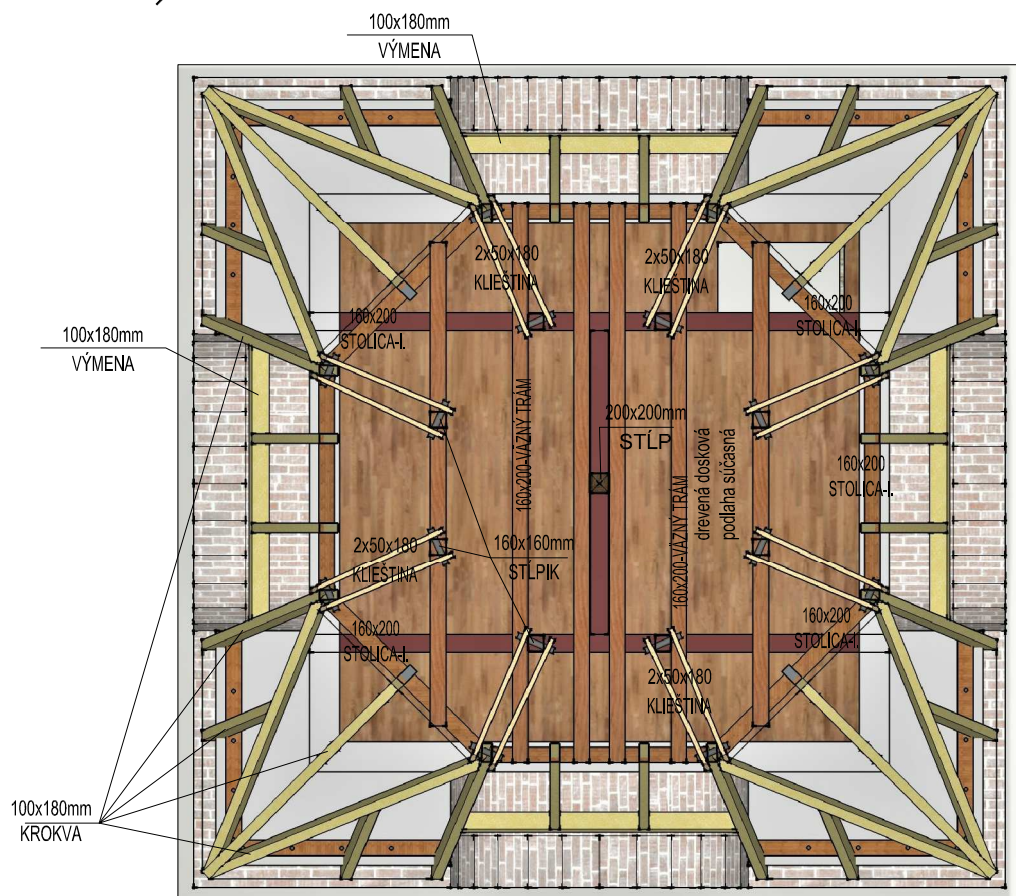 100x180mm
VÝMENA
2x50x180
KLIEŠTINA
2x50x180
KLIEŠTINA
160x200
STOLICA-I.
160x200
STOLICA-I.
100x180mm
VÝMENA
160x200-VÄZNÝ TRÁM
200x200mm
STĹP
160x200-VÄZNÝ TRÁM
drevená dosková
podlaha súčasná
160x200
STOLICA-I.
2x50x180
KLIEŠTINA
160x160mm
STĹPIK
160x200
STOLICA-I.
160x200
STOLICA-I.
2x50x180
KLIEŠTINA
100x180mm
KROKVA